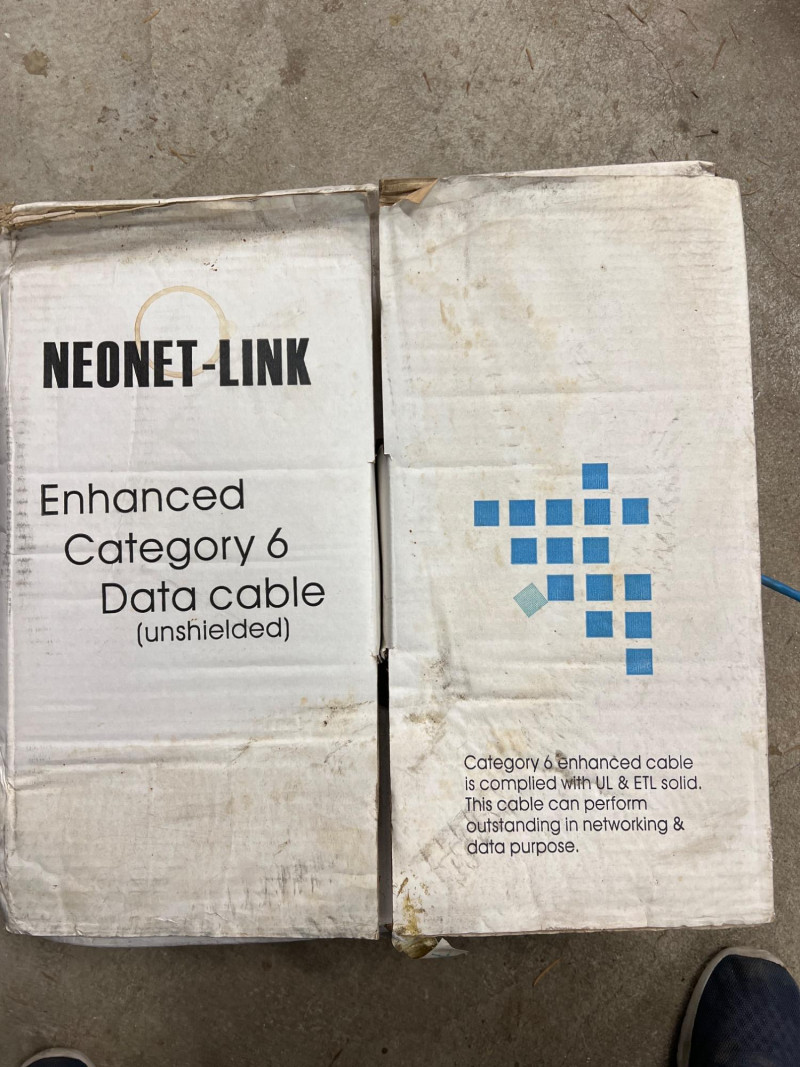 NEONET-LINK
Enhanced
Category 6
Data cable
(unshielded)
Category 6 enhanced cable
is complied with UL & ETL solid.
This cable can perform
outstanding in networking &
data purpose.